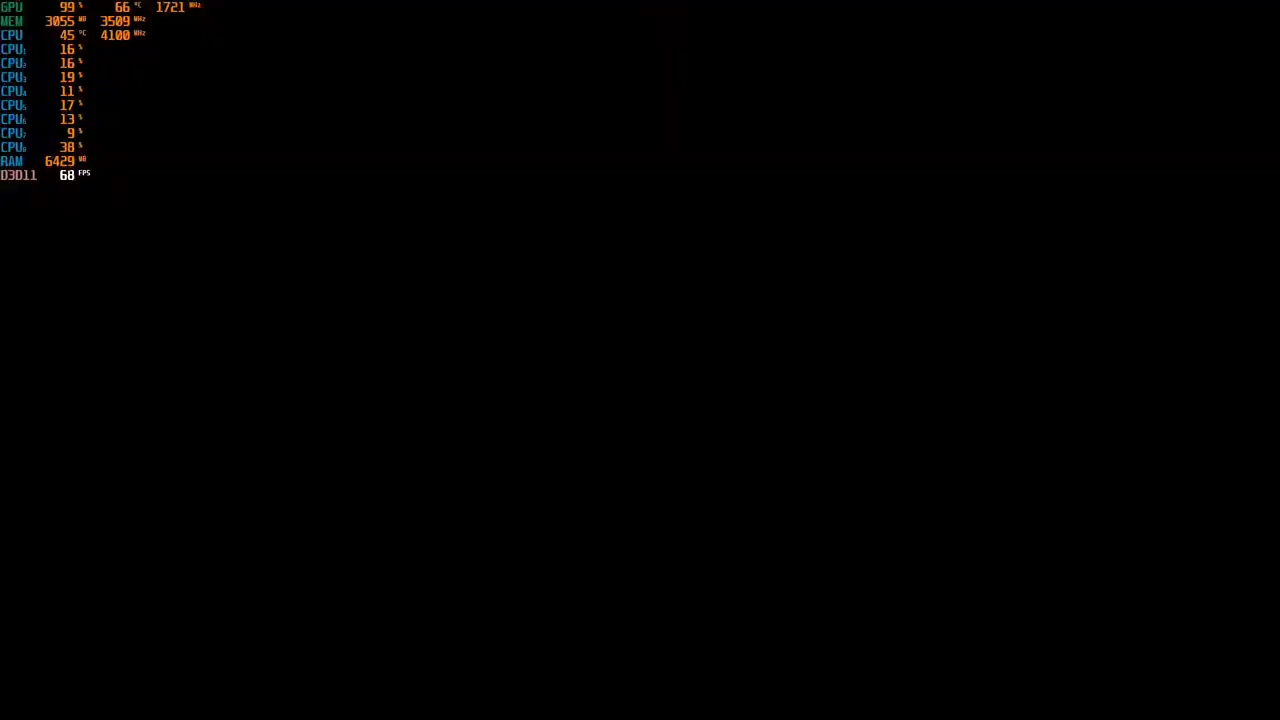 GPU 99 % 66 °C 1721 MHz
MEM 3055 MB 3509 MHz
CPU 45 °C 4100 MHz
CPU1 16 %
CPU2 16 %
CPU3 19 %
CPU4 11 %
CPU5 17 %
CPU6 13 %
CPU7 9 %
CPU8 38 %
RAM 6429 MB
D3D11 68 FPS